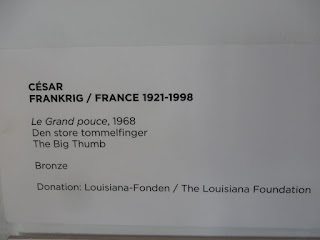 CÉSAR
FRANKRIG / FRANCE 1921-1998
Le Grand pouce, 1968
Den store tommelfinger
The Big Thumb
Bronze
Donation: Louisiana-Fonden / The Louisiana Foundation